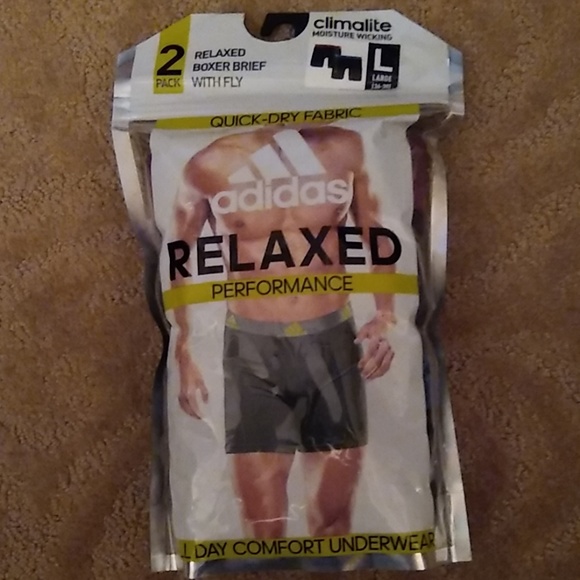 climalite
MOISTURE WICKING
2
PACK
RELAXED
BOXER BRIEF
WITH FLY
L
LARGE
QUICK-DRY FABRIC
adidas
RELAXED
PERFORMANCE
DAY COMFORT UNDERWEAR